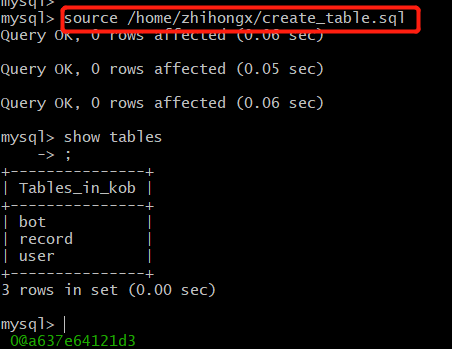 mysql>
mysql> source /home/zhihongx/create_table.sql
Query OK, 0 rows affected (0.06 sec)
Query OK, 0 rows affected (0.05 sec)
Query OK, 0 rows affected (0.06 sec)
mysql> show tables
    -> ;
+---------------+
| Tables_in_kob |
+---------------+
| bot           |
| record        |
| user          |
+---------------+
3 rows in set (0.00 sec)
mysql>
0@a637e64121d3